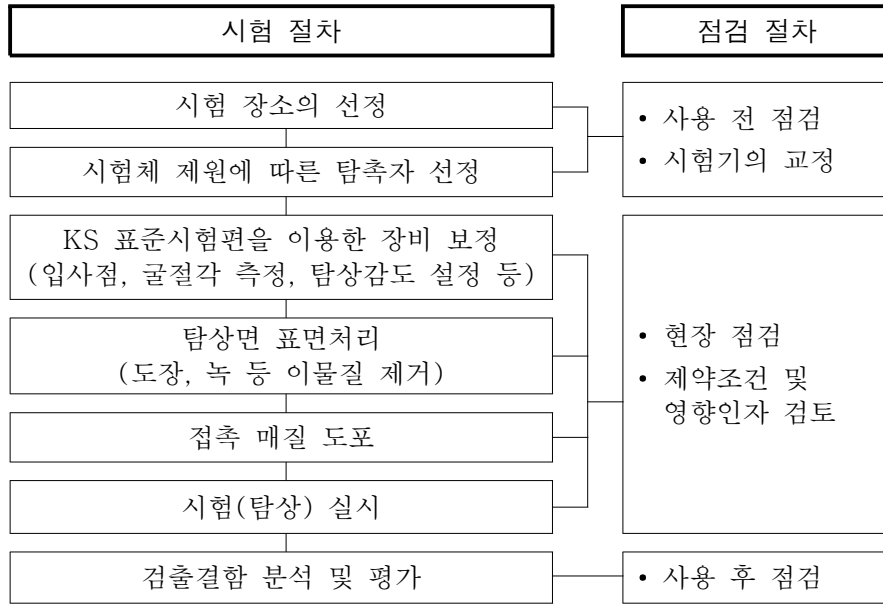 시험 절차
점검 절차
시험 장소의 선정
시험체 제원에 따른 탐촉자 선정
• 사용 전 점검
• 시험기의 교정
KS 표준시험편을 이용한 장비 보정
(입사점, 굴절각 측정, 탐상감도 설정 등)
탐상면 표면처리
(도장, 녹 등 이물질 제거)
접촉 매질 도포
시험(탐상) 실시
• 현장 점검
• 제약조건 및
영향인자 검토
검출결함 분석 및 평가
• 사용 후 점검